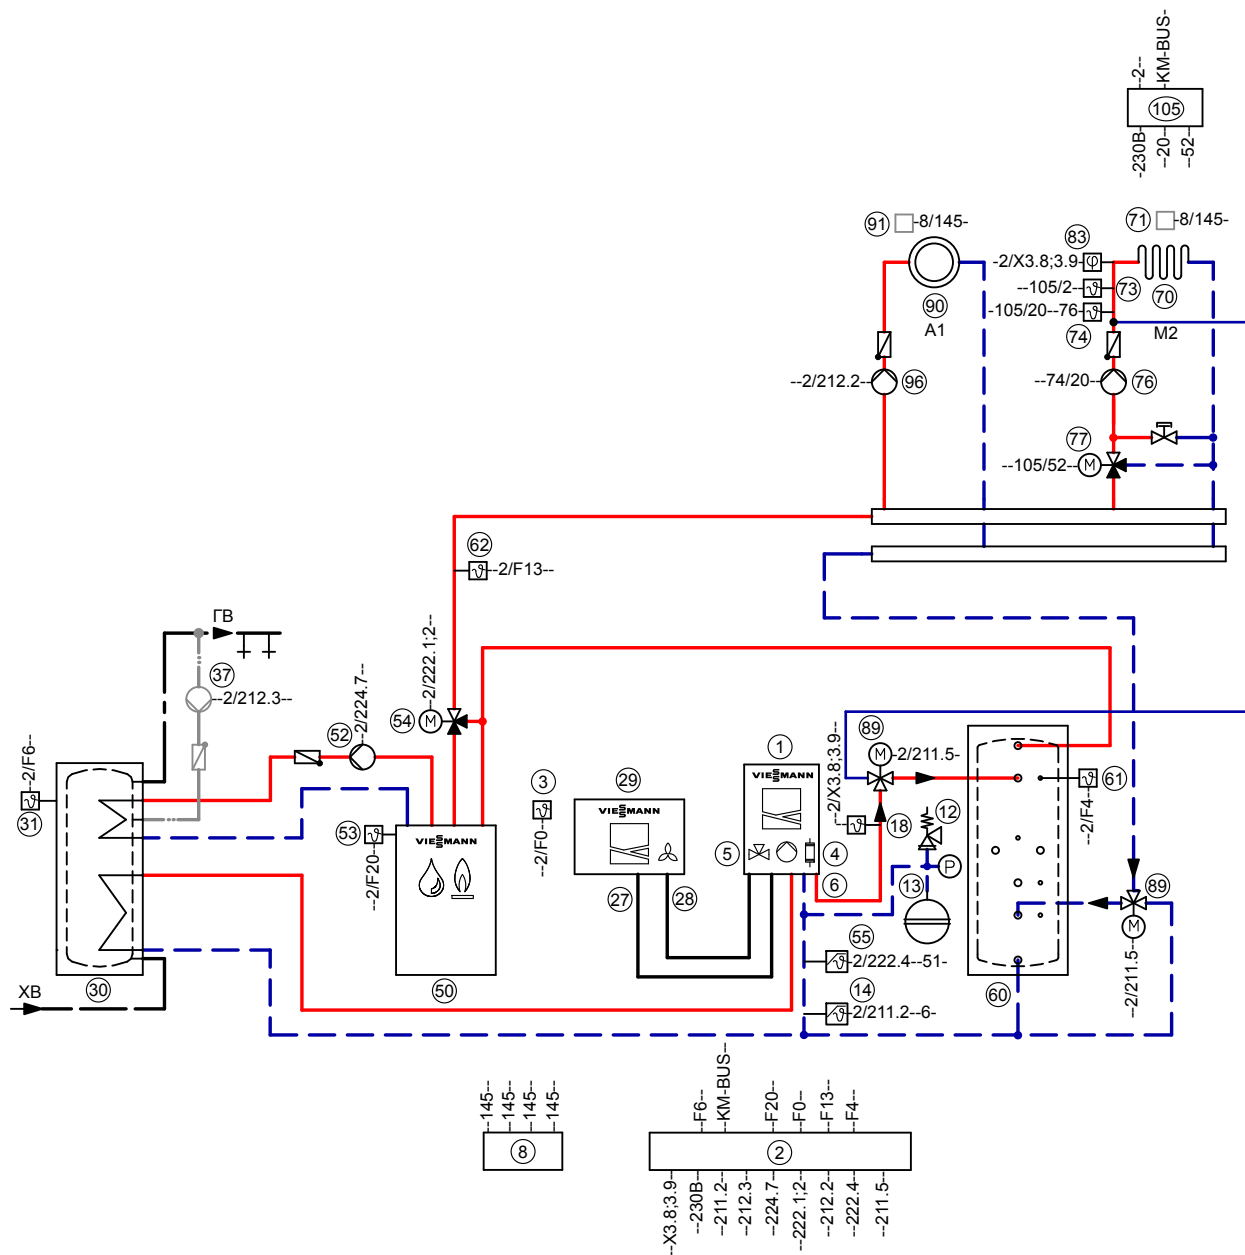 --2--
-KM-BUS-
105
-230В-
--20--
--52--
91
-8/145-
71
-8/145-
83
-2/X3.8;3.9-
φ
--105/2--
ϑ
73
90
70
-105/20--76-
ϑ
A1
74
M2
--2/212.2--
96
--74/20--
76
77
--105/52--
M
62
ϑ
--2/F13--
ГВ
37
--2/212.3--
--2/224.7--
--2/222.1;2--
52
54
M
89
M
-2/211.5-
--2/X3.8;3.9--
1
VIESMANN
3
29
VIESMANN
--2/F6--
ϑ
31
ϑ
61
--2/F4--
12
18
ϑ
ϑ
--2/F0--
53
ϑ
--2/F20--
VIESMANN
5
4
6
P
13
27
28
89
M
--2/211.5--
55
ϑ
-2/222.4--51-
14
ϑ
-2/211.2--6-
ХВ
30
50
60
--145--
--145--
--145--
--145--
8
--F6--
--KM-BUS--
--F20--
--F0--
--F13--
--F4--
2
--X3.8;3.9--
--230В--
--211.2--
--212.3--
--224.7--
--222.1;2--
--212.2--
--222.4--
--211.5--